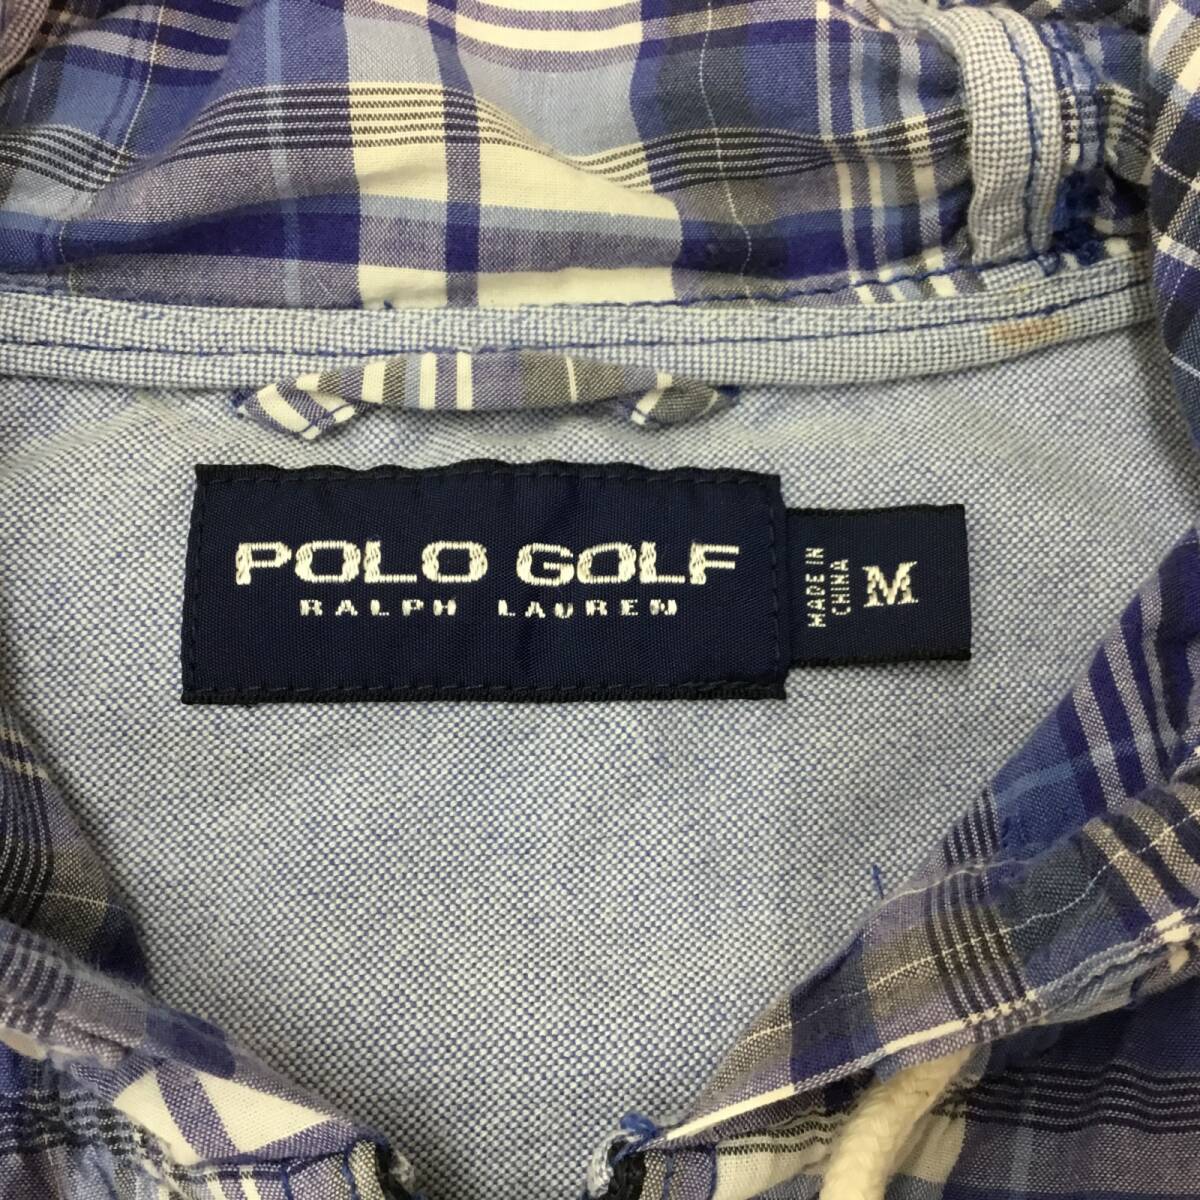 POLO GOLF
RALPH LAUREN
MADE IN
CHINA
M